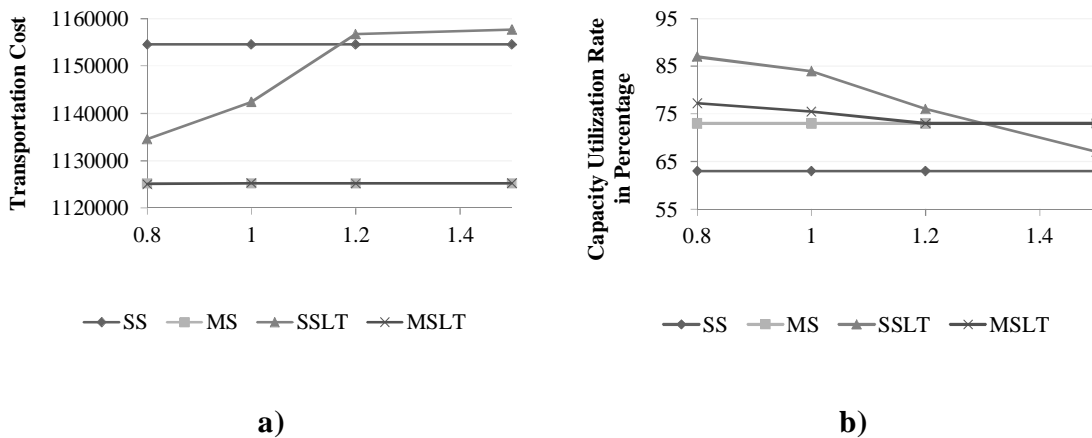 Transportation Cost
1160000
1150000
1140000
1130000
1120000
0.8 1 1.2 1.4
SS MS SSLT MSLT
a)
Capacity Utilization Rate
in Percentage
95
85
75
65
55
0.8 1 1.2 1.4
SS MS SSLT MSLT
b)